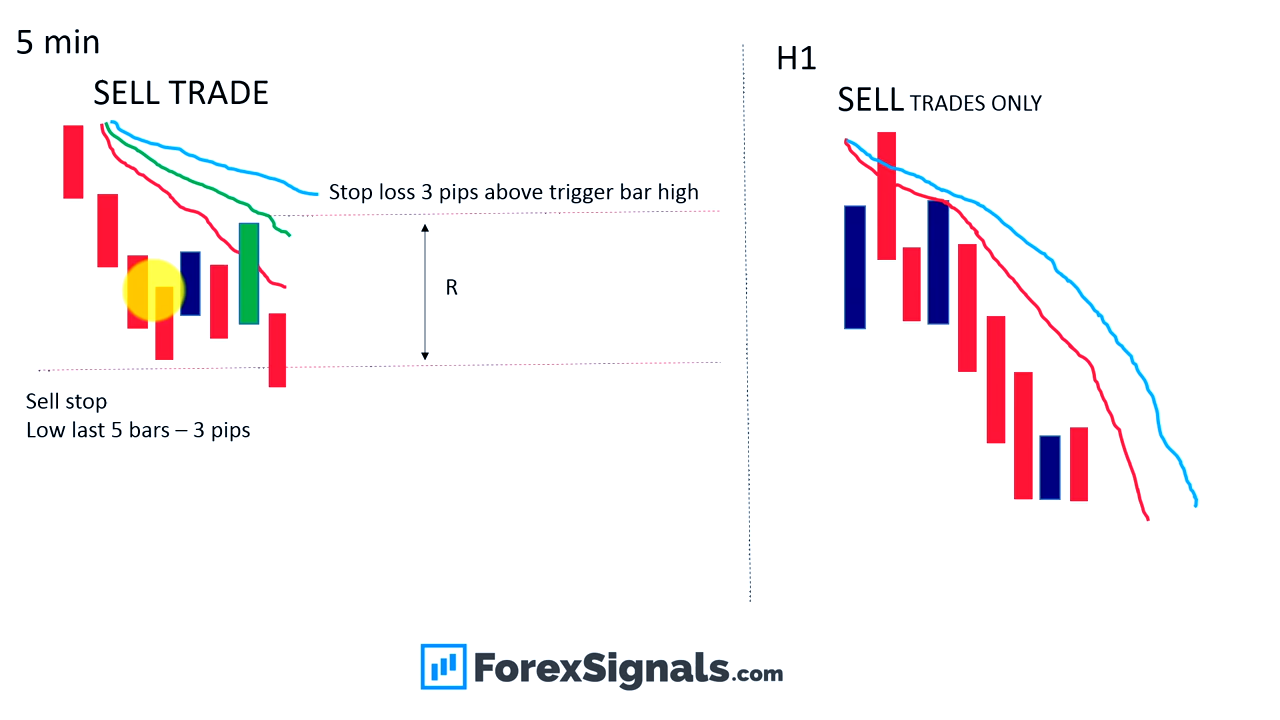 5 min
SELL TRADE
Stop loss 3 pips above trigger bar high
R
Sell stop
Low last 5 bars – 3 pips
H1
SELL TRADES ONLY
ForexSignals.com